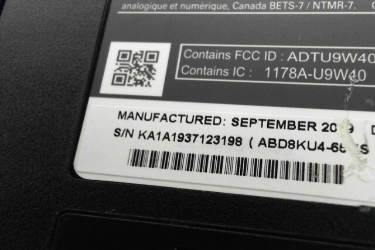 analogique et numérique, Canada BETS-7 / NTMR-7.
Contains FCC ID : ADTU9W40
Contains IC : 1178A-U9W40
MANUFACTURED: SEPTEMBER
S/N KA1A1937123198 (